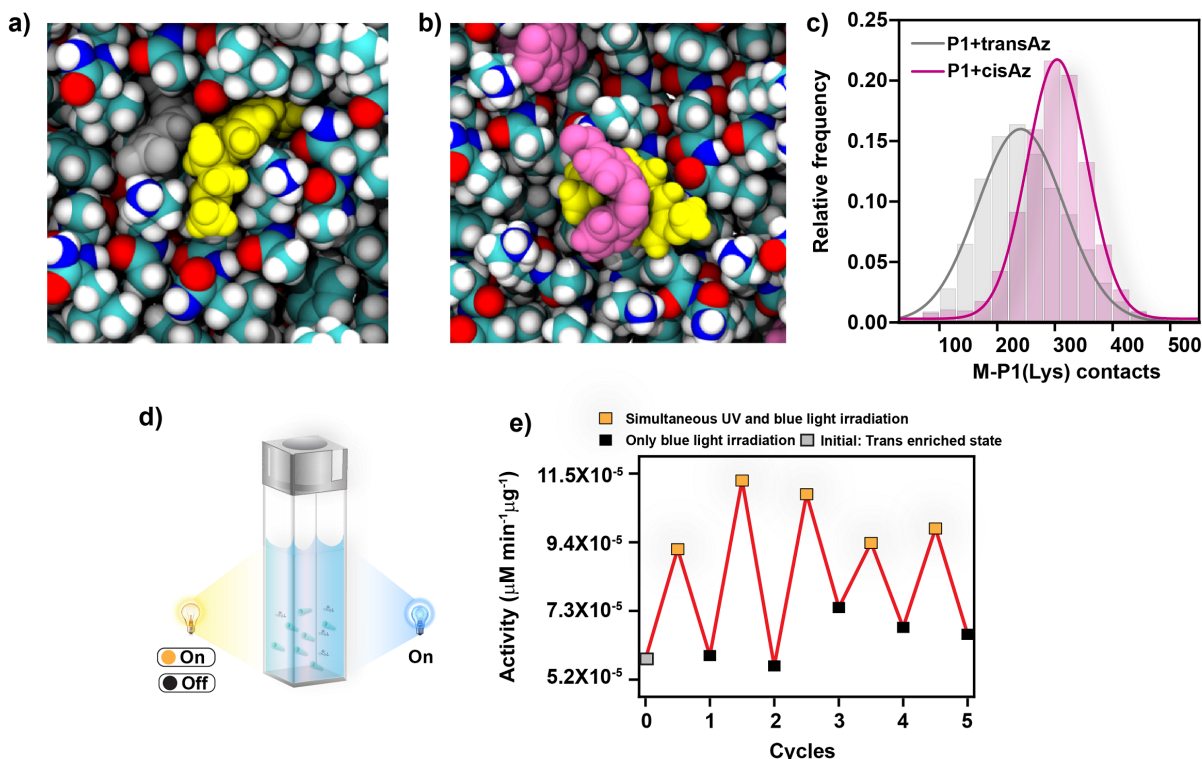 a)
b)
c)
P1+transAz
P1+cisAz
Relative frequency
0.25
0.20
0.15
0.10
0.05
0.00
100 200 300 400 500
M-P1(Lys) contacts
d)
On
Off
On
e)
Simultaneous UV and blue light irradiation
Only blue light irradiation
Initial: Trans enriched state
Activity (μM min⁻¹μg⁻¹)
11.5X10⁻⁵
9.4X10⁻⁵
7.3X10⁻⁵
5.2X10⁻⁵
0 1 2 3 4 5
Cycles